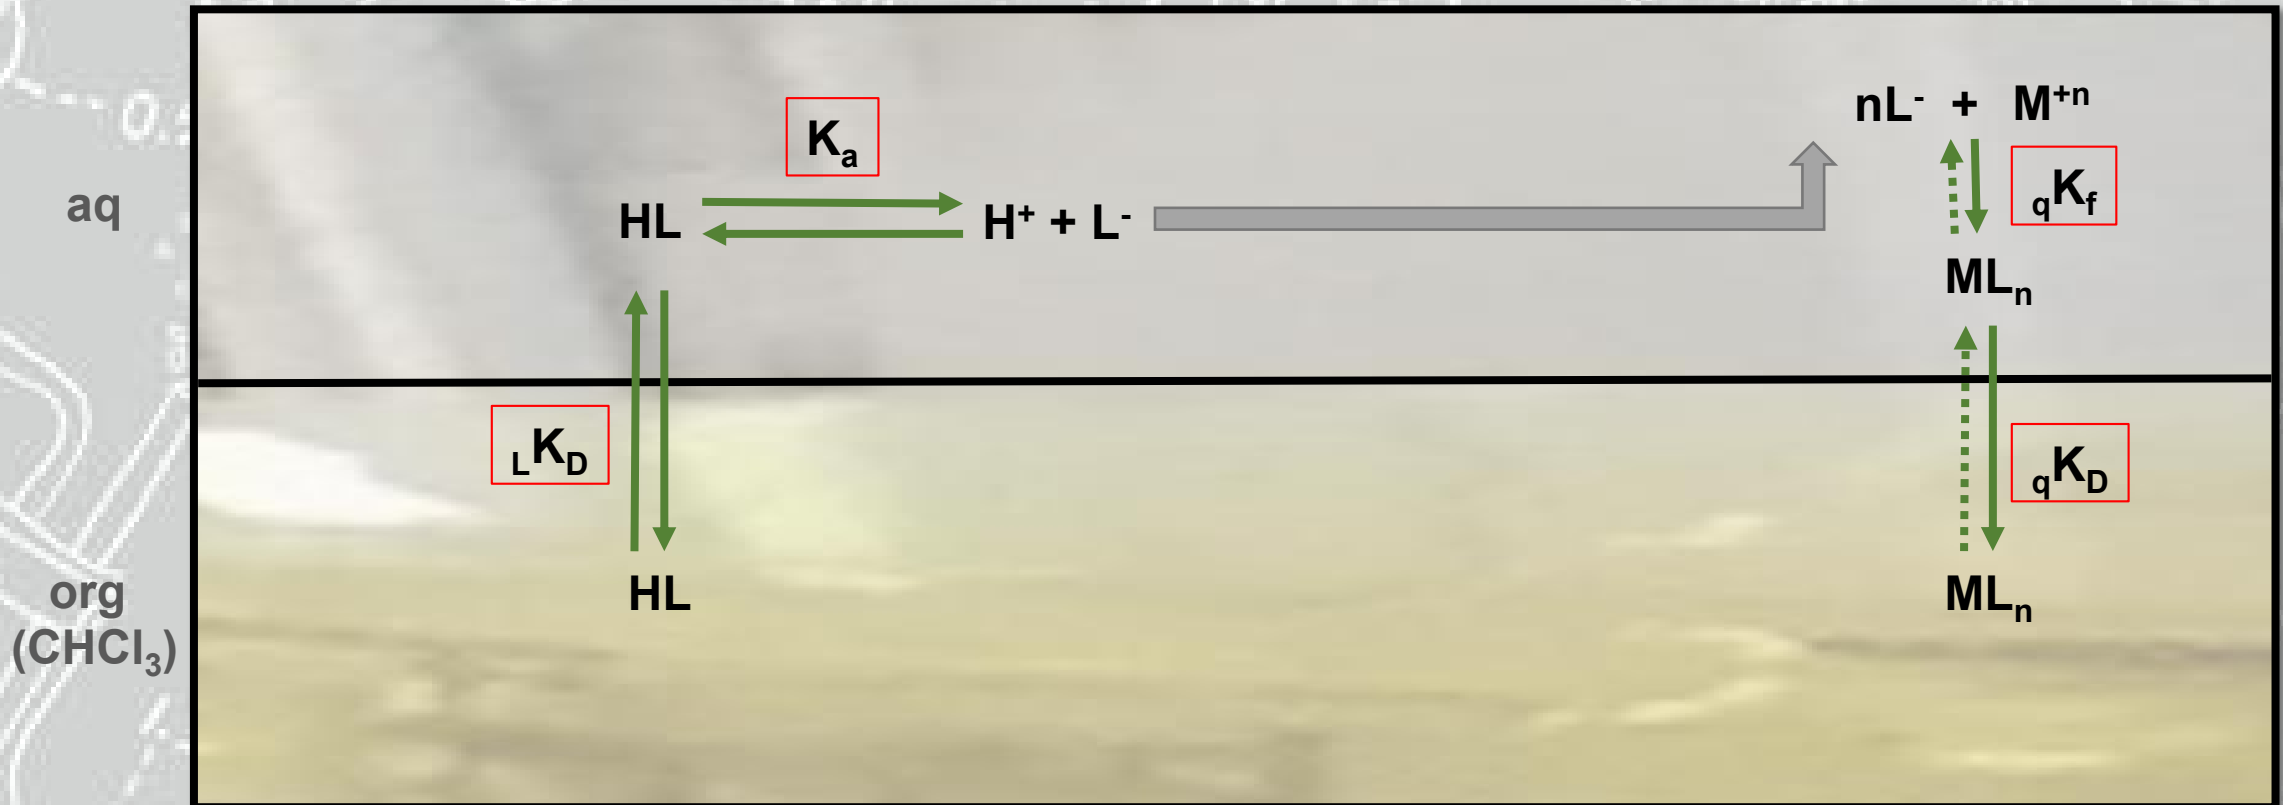 nL⁻ + M⁺ⁿ
Kₐ
aq
HL
H⁺ + L⁻
qK_f
MLₙ
LK_D
qK_D
org
(CHCl₃)
HL
MLₙ